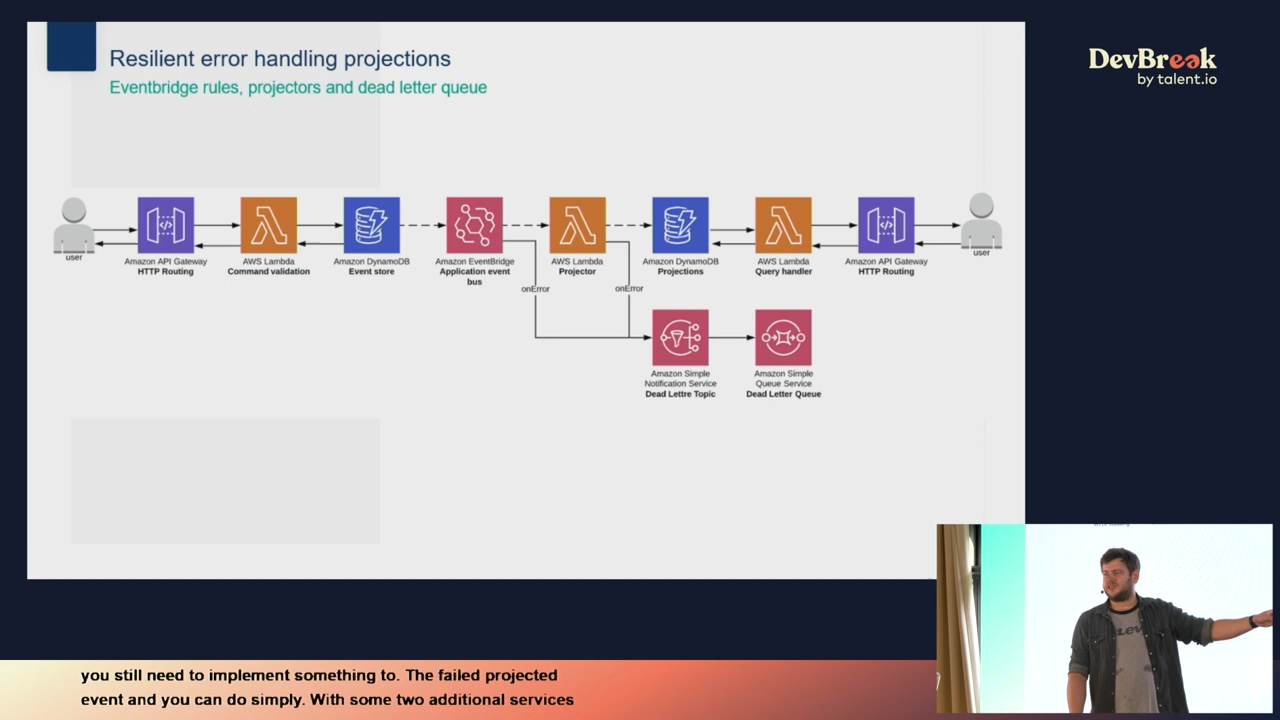 Resilient error handling projections
Eventbridge rules, projectors and dead letter queue
DevBreak
by talent.io
user
Amazon API Gateway
HTTP Routing
AWS Lambda
Command validation
Amazon DynamoDB
Event store
Amazon EventBridge
Application event
bus
AWS Lambda
Projector
Amazon DynamoDB
Projections
AWS Lambda
Query handler
Amazon API Gateway
HTTP Routing
user
onError
onError
Amazon Simple
Notification Service
Dead Lettre Topic
Amazon Simple
Queue Service
Dead Letter Queue
you still need to implement something to. The failed projected
event and you can do simply. With some two additional services